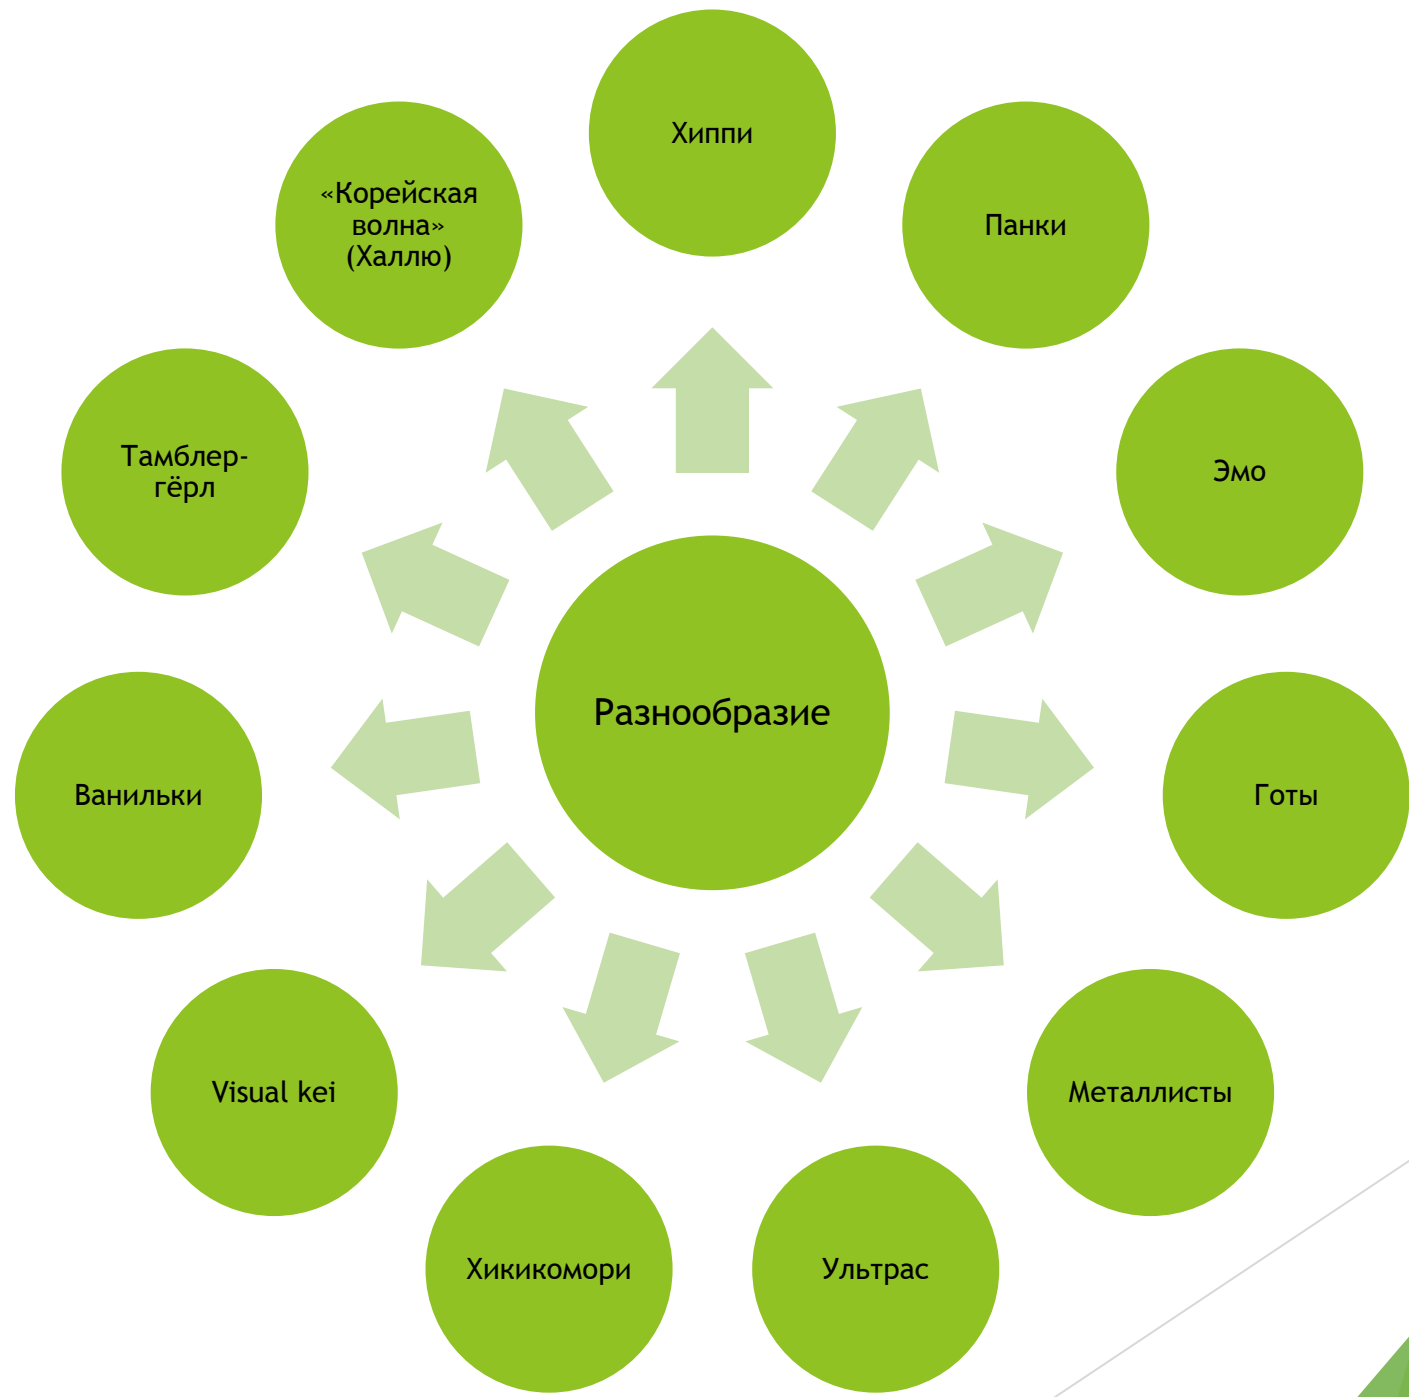 Хиппи
«Корейская
волна»
(Халлю)
Панки
Тамблер-
гёрл
Эмо
Разнообразие
Ванильки
Готы
Visual kei
Металлисты
Хикикомори
Ультрас